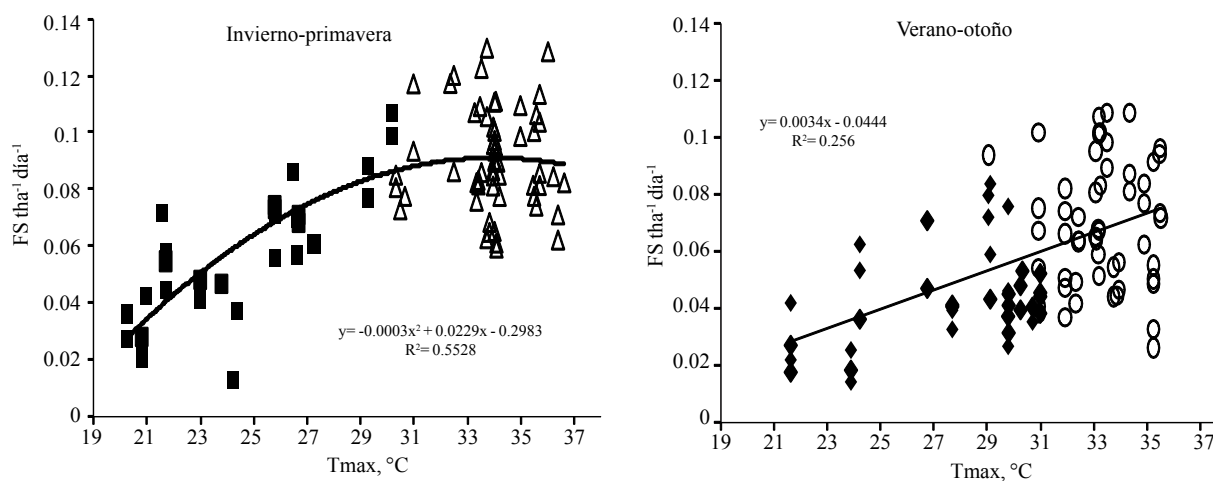 Invierno-primavera
0.14
0.12
0.1
0.08
0.06
0.04
0.02
0
FS tha⁻¹ día⁻¹
y= -0.0003x² + 0.0229x - 0.2983
R²= 0.5528
19 21 23 25 27 29 31 33 35 37
Tmax, °C
Verano-otoño
0.14
0.12
0.1
0.08
0.06
0.04
0.02
0
FS tha⁻¹ día⁻¹
y= 0.0034x - 0.0444
R²= 0.256
19 21 23 25 27 29 31 33 35 37
Tmax, °C